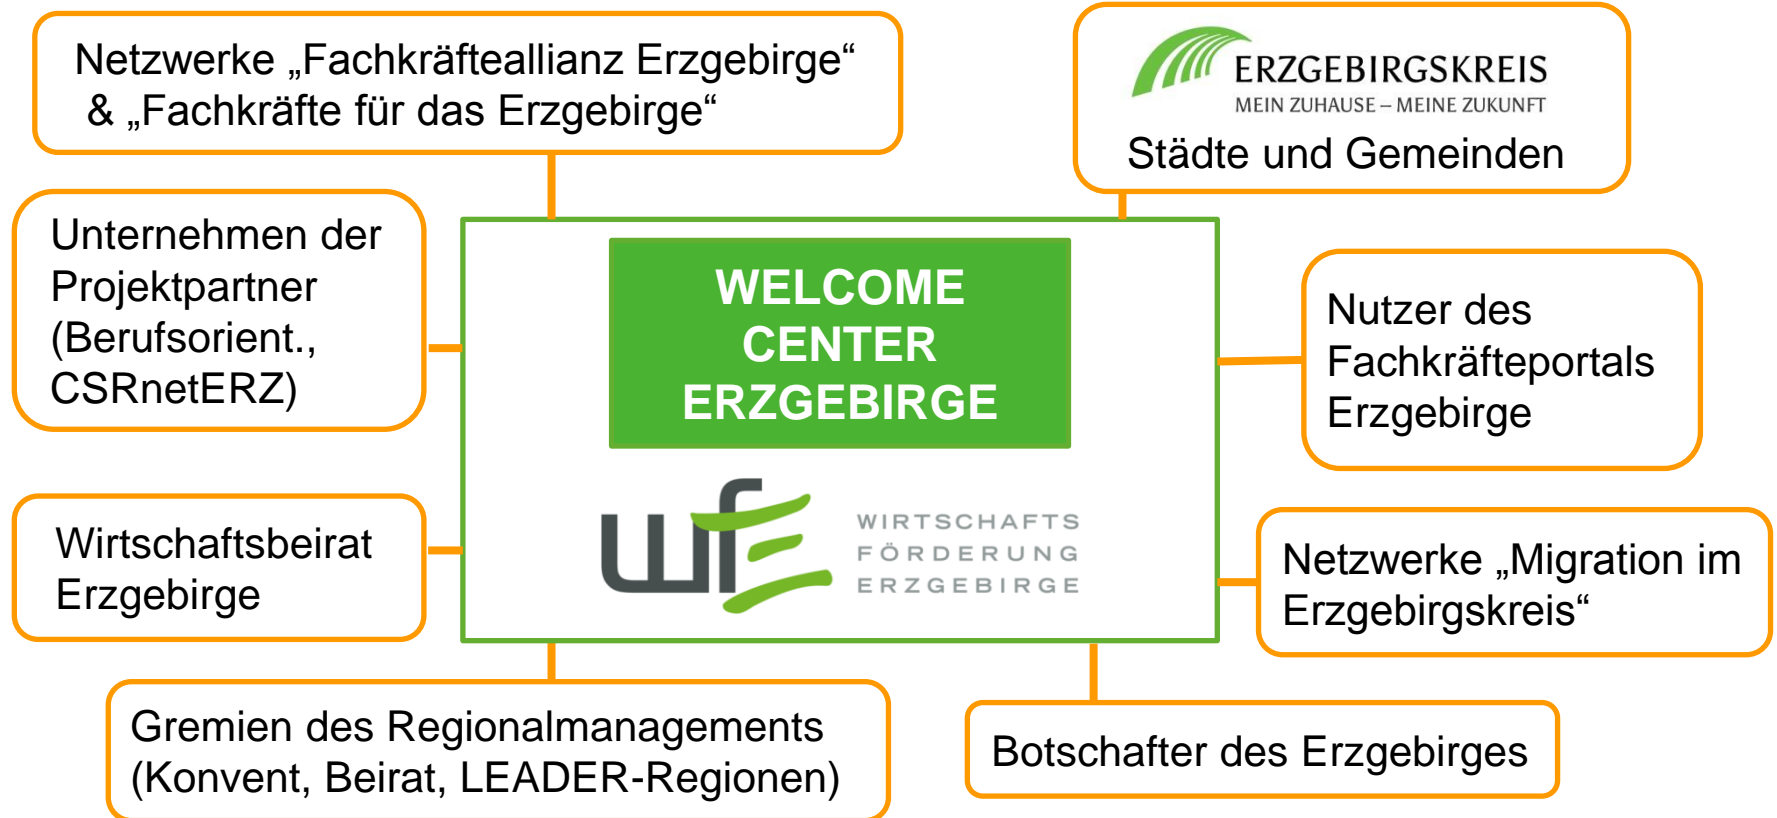 Netzwerke „Fachkräfteallianz Erzgebirge“
& „Fachkräfte für das Erzgebirge“
ERZGEBIRGSKREIS
MEIN ZUHAUSE – MEINE ZUKUNFT
Städte und Gemeinden
Unternehmen der
Projektpartner
(Berufsorient.,
CSRnetERZ)
WELCOME
CENTER
ERZGEBIRGE
Nutzer des
Fachkräfteportals
Erzgebirge
Wirtschaftsbeirat
Erzgebirge
wfE
WIRTSCHAFTS
FÖRDERUNG
ERZGEBIRGE
Netzwerke „Migration im
Erzgebirgskreis“
Gremien des Regionalmanagements
(Konvent, Beirat, LEADER-Regionen)
Botschafter des Erzgebirges